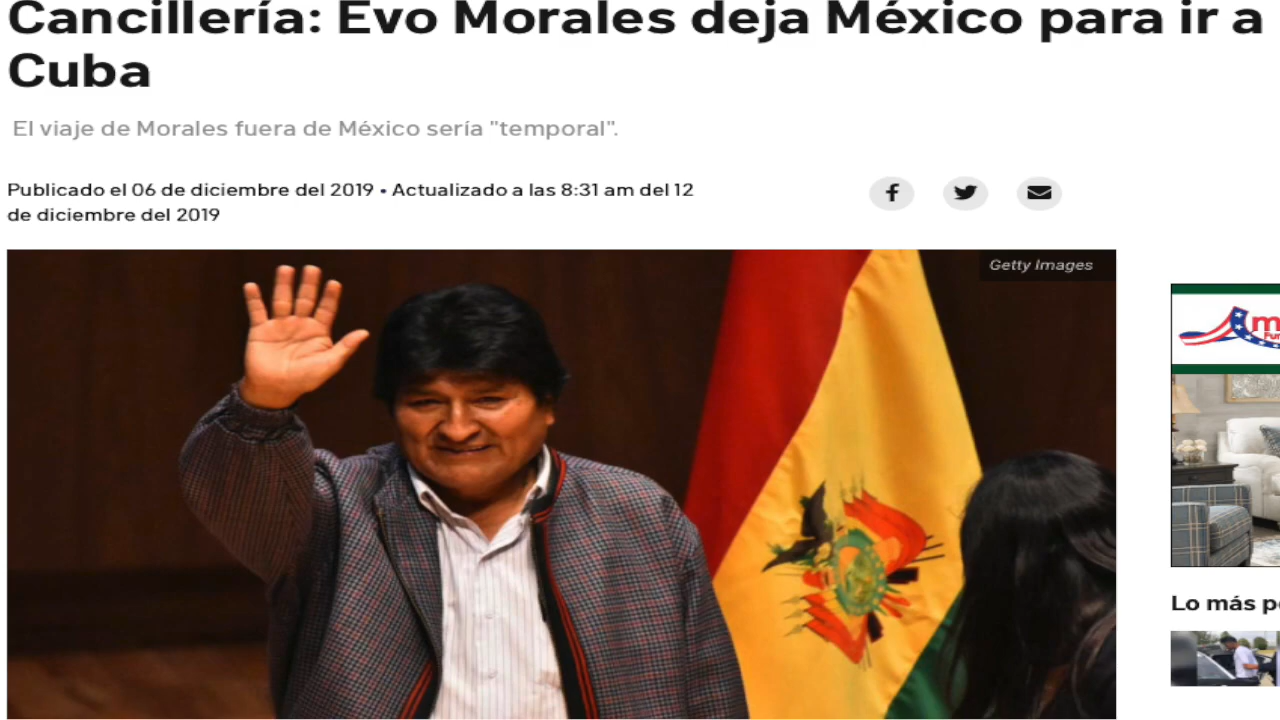 Cancillería: Evo Morales deja México para ir a
Cuba
El viaje de Morales fuera de México sería "temporal".
Publicado el 06 de diciembre del 2019 • Actualizado a las 8:31 am del 12
de diciembre del 2019
Getty Images
Lo más